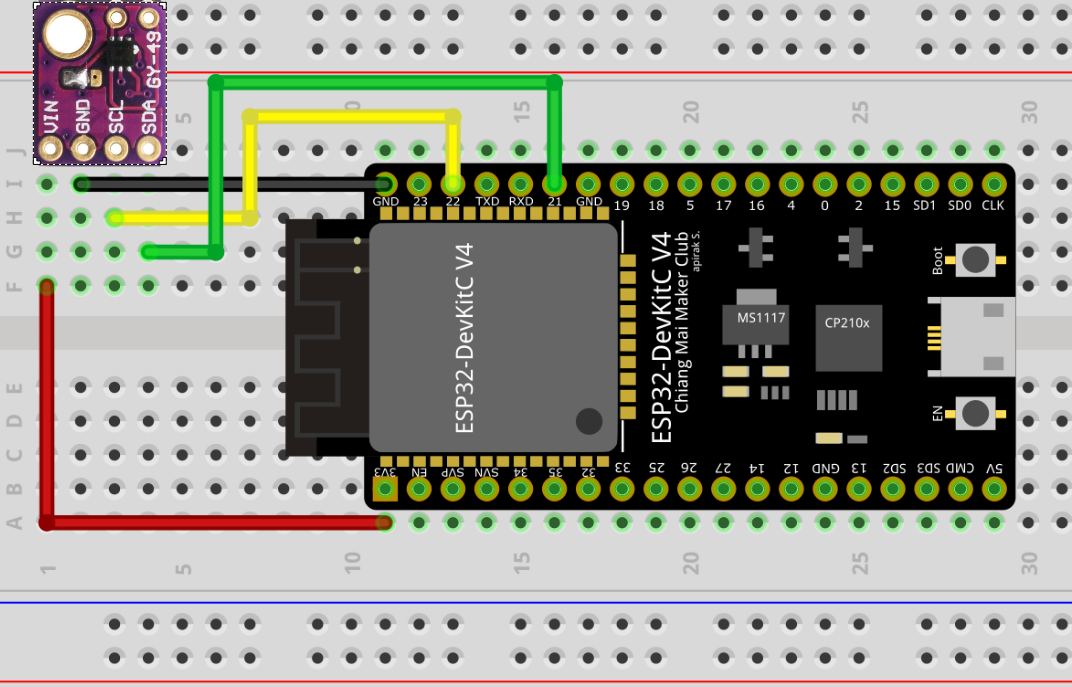 GY-49
VIN
GND
SCL
SDA
5
10
15
20
25
30
J
I
H
G
F
E
D
C
B
A
GND 23 22 TXD RXD 21 GND 19 18 5 17 16 4 0 2 15 SD1 SD0 CLK
ESP32-DevKitC V4
ESP32-DevKitC V4
Chiang Mai Maker Club
apirak S.
MS1117
CP210x
Boot
EN
3V3 EN SVP SVN 34 35 32 33 25 26 27 14 12 GND 13 SD2 SD3 CMD 5V
1
5
10
15
20
25
30